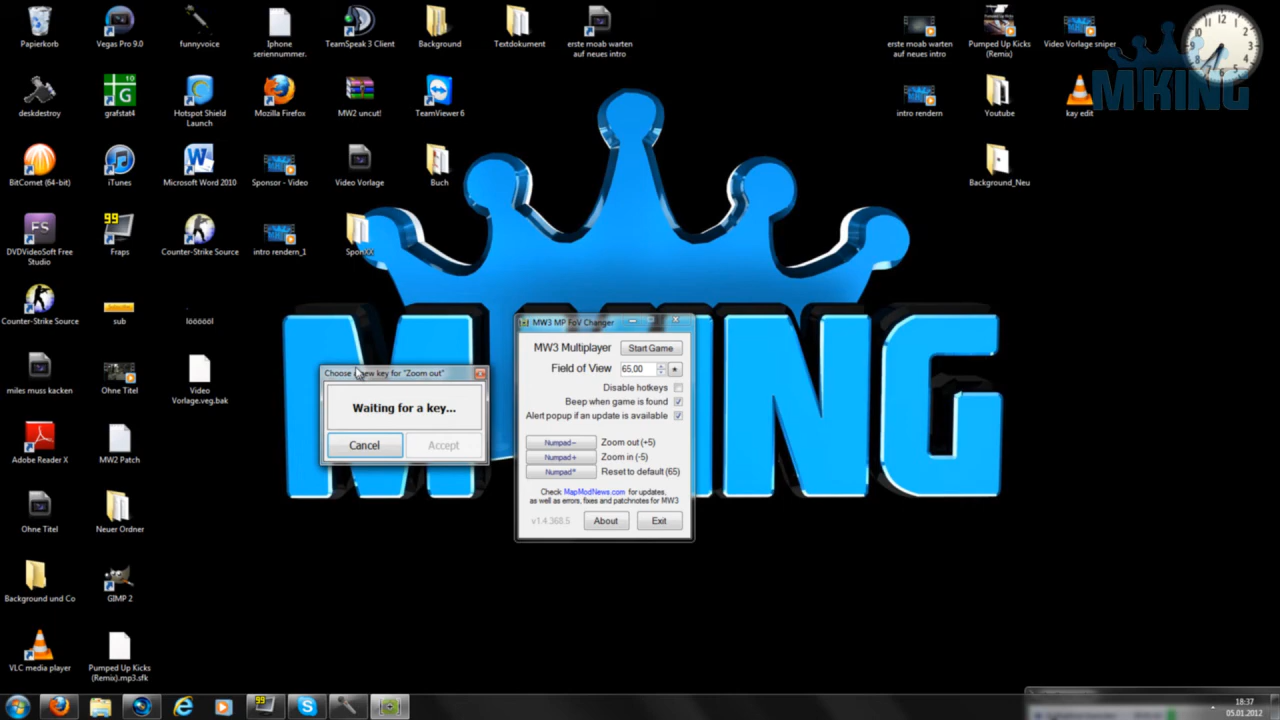 Papierkorb
Vegas Pro 9.0
funnyvoice
Iphone
seriennummer.
TeamSpeak 3 Client
Background
Textdokument
erste moab warten
auf neues intro
erste moab warten
auf neues intro
Pumped Up Kicks
(Remix)
Video Vorlage sniper
deskdestroy
grafstat4
Hotspot Shield
Launch
Mozilla Firefox
MW2 uncut!
TeamViewer 6
intro rendern
Youtube
kay edit
MKING
BitComet (64-bit)
iTunes
Microsoft Word 2010
Sponsor - Video
Video Vorlage
Buch
Background_Neu
DVDVideoSoft Free
Studio
99
Fraps
Counter-Strike Source
intro rendern_1
Counter-Strike Source
sub
löööööl
miles muss kacken
Ohne Titel
Video
Vorlage.veg.bak
Adobe Reader X
MW2 Patch
Ohne Titel
Neuer Ordner
Background und Co
GIMP 2
VLC media player
Pumped Up Kicks
(Remix).mp3.sfk
Waiting for a key...
Cancel
Accept
MW3 MP FoV Changer
MW3 Multiplayer
Start Game
Field of View
65,00
Disable hotkeys
Beep when game is found
Alert popup if an update is available
Numpad-
Zoom out (+5)
Numpad+
Zoom in (-5)
Numpad*
Reset to default (65)
Check MapModNews.com for updates,
as well as errors, fixes and patchnotes for MW3
v1.4.368.5
About
Exit
18:37
05.01.2012